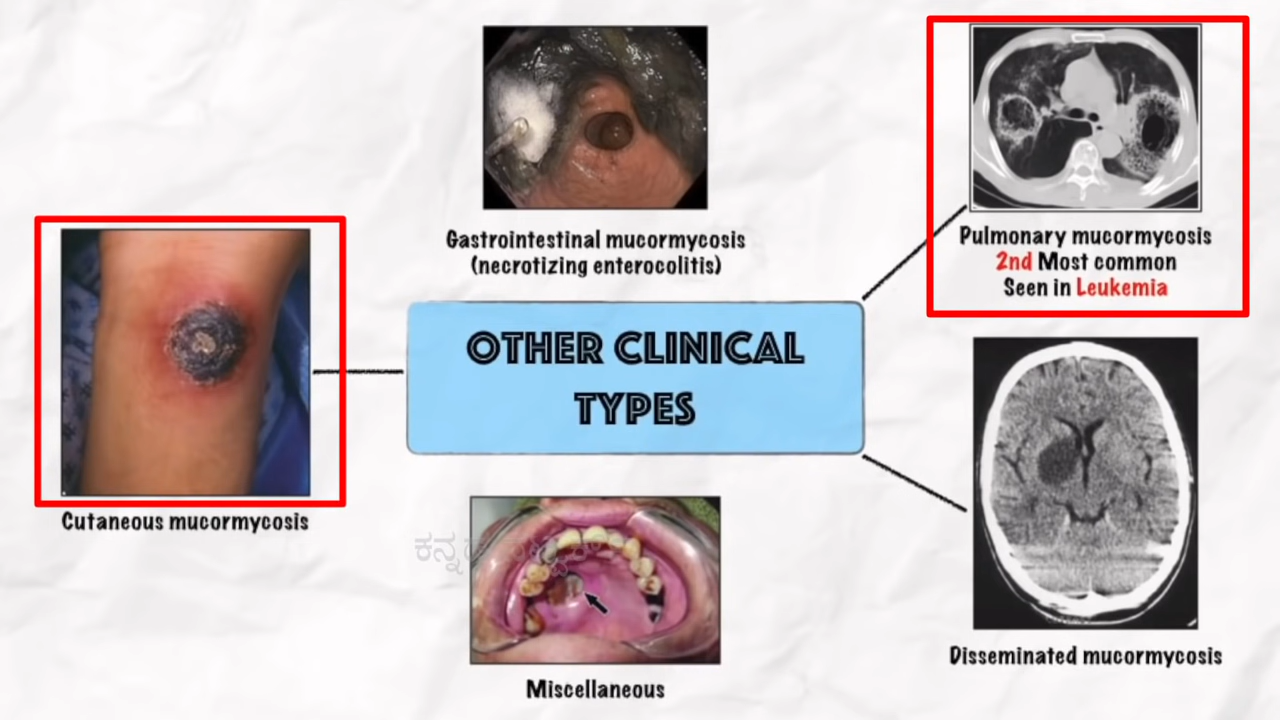 Gastrointestinal mucormycosis
(necrotizing enterocolitis)
Pulmonary mucormycosis
2nd Most common
Seen in Leukemia
OTHER CLINICAL
TYPES
Cutaneous mucormycosis
Miscellaneous
Disseminated mucormycosis